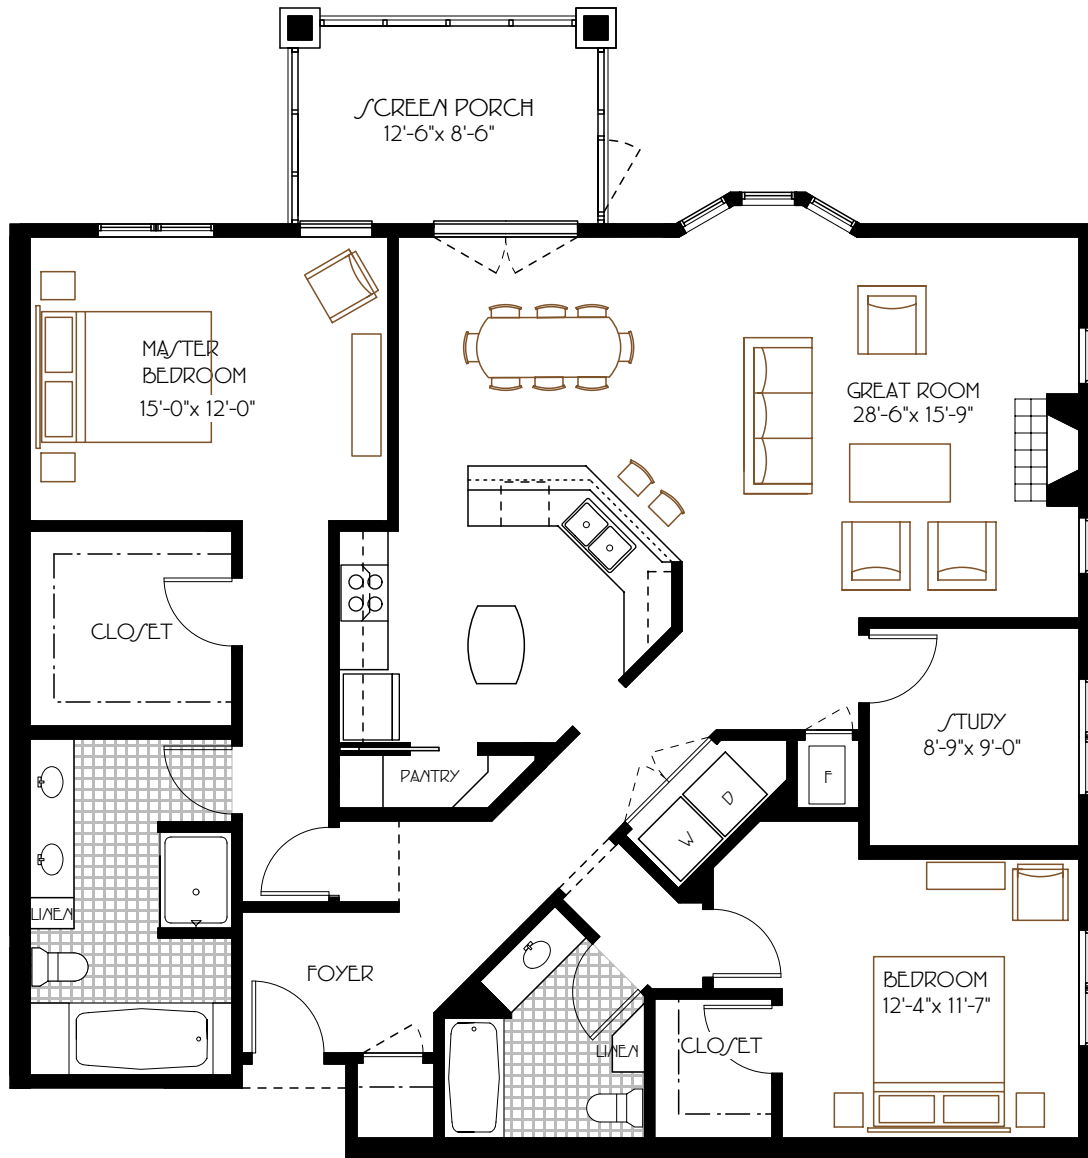 SCREEN PORCH
12'-6"x 8'-6"
MASTER
BEDROOM
15'-0"x 12'-0"
GREAT ROOM
28'-6"x 15'-9"
CLOSET
STUDY
8'-9"x 9'-0"
PANTRY
F
D
W
LINEN
FOYER
BEDROOM
12'-4"x 11'-7"
CLOSET
LINEN